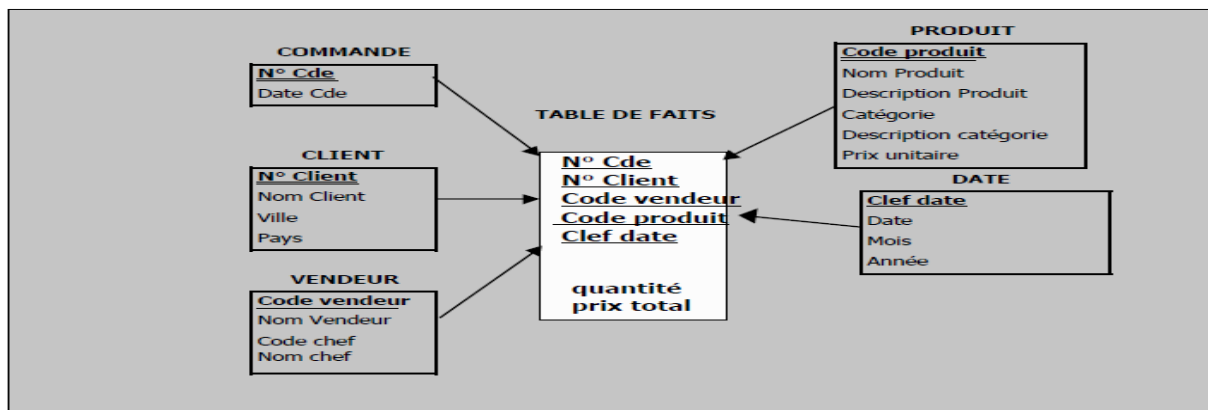 COMMANDE
N° Cde
Date Cde
CLIENT
N° Client
Nom Client
Ville
Pays
VENDEUR
Code vendeur
Nom Vendeur
Code chef
Nom chef
TABLE DE FAITS
N° Cde
N° Client
Code vendeur
Code produit
Clef date
quantité
prix total
PRODUIT
Code produit
Nom Produit
Description Produit
Catégorie
Description catégorie
Prix unitaire
DATE
Clef date
Date
Mois
Année